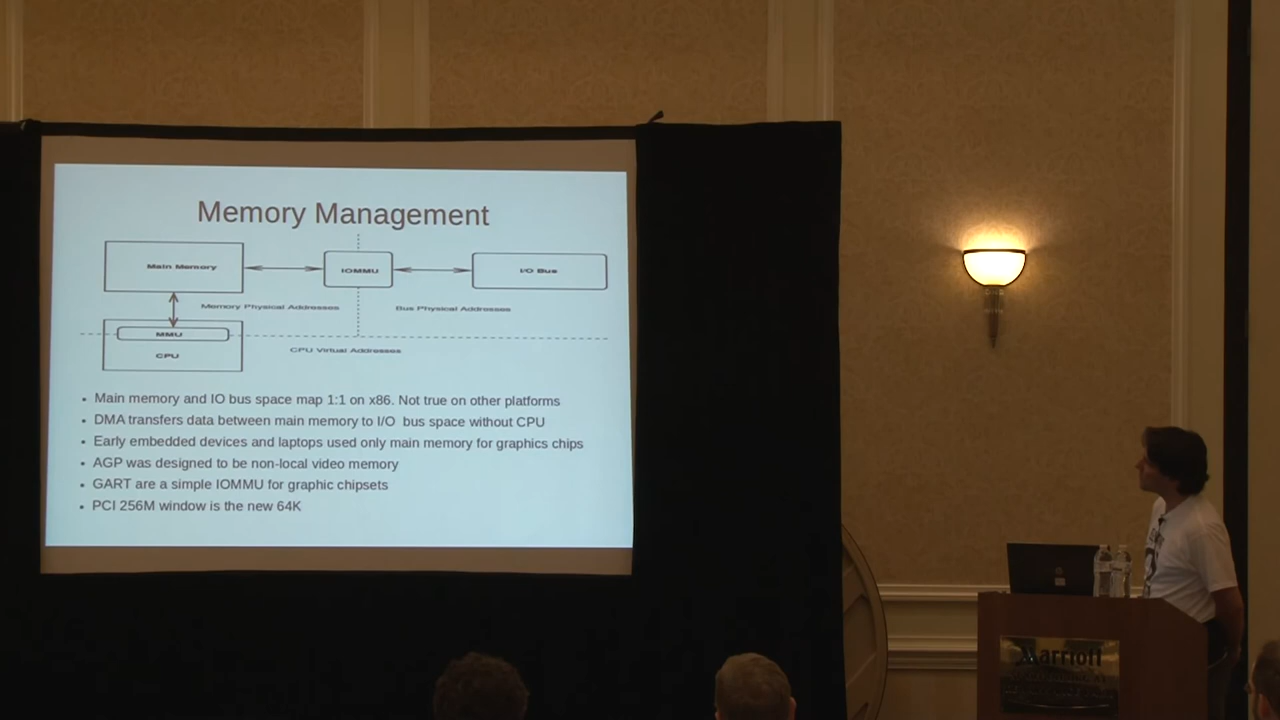 Memory Management
Main Memory
IOMMU
I/O Bus
Memory Physical Addresses
Bus Physical Addresses
MMU
CPU
CPU Virtual Addresses
• Main memory and IO bus space map 1:1 on x86. Not true on other platforms
• DMA transfers data between main memory to I/O bus space without CPU
• Early embedded devices and laptops used only main memory for graphics chips
• AGP was designed to be non-local video memory
• GART are a simple IOMMU for graphic chipsets
• PCI 256M window is the new 64K
Marriott